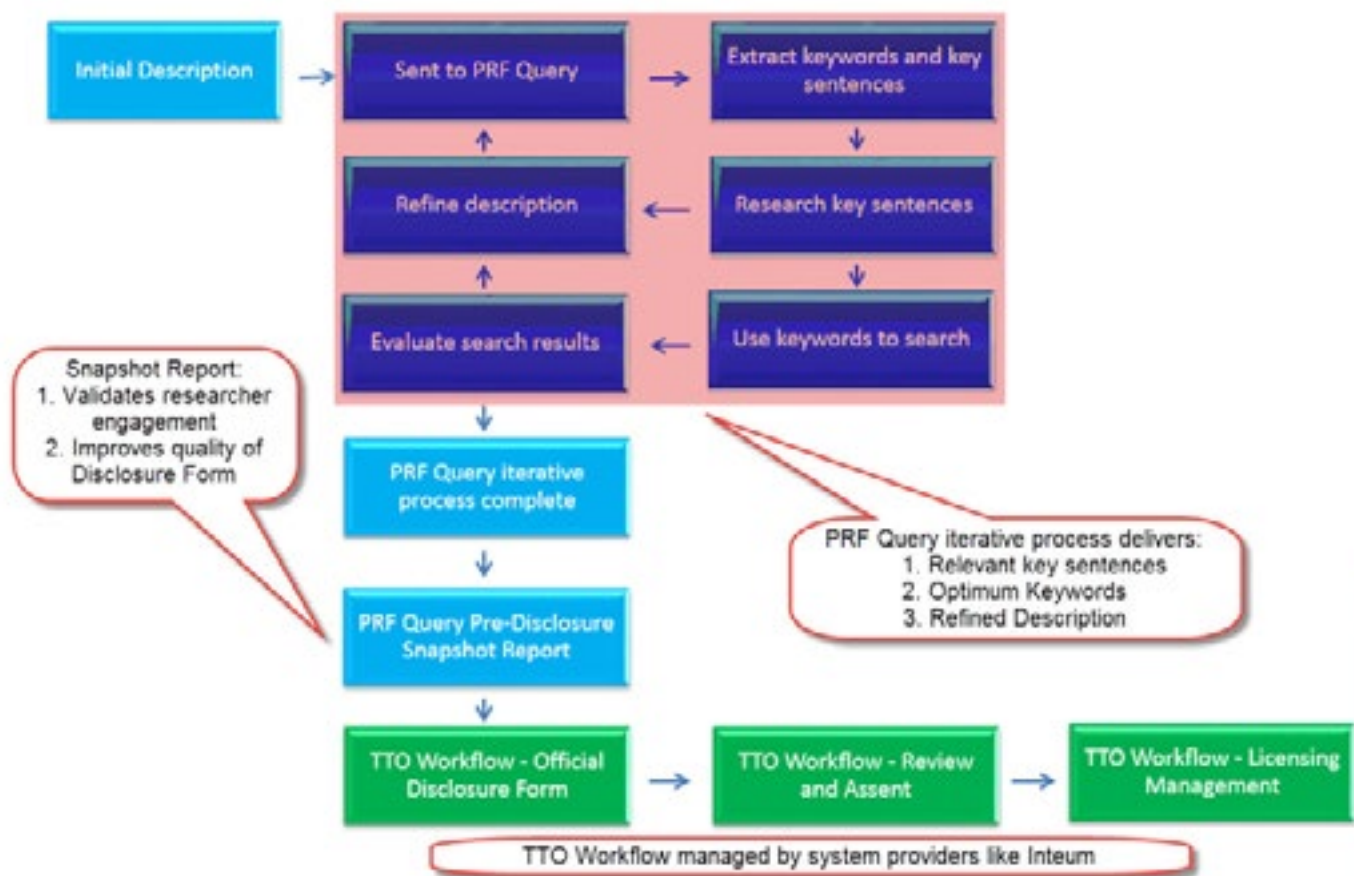 Initial Description
Sent to PRF Query
Extract keywords and key
sentences
Refine description
Research key sentences
Evaluate search results
Use keywords to search
Snapshot Report:
1. Validates researcher
engagement
2. Improves quality of
Disclosure Form
PRF Query iterative
process complete
PRF Query iterative process delivers:
1. Relevant key sentences
2. Optimum Keywords
3. Refined Description
PRF Query Pre-Disclosure
Snapshot Report
TTO Workflow - Official
Disclosure Form
TTO Workflow - Review
and Assent
TTO Workflow - Licensing
Management
TTO Workflow managed by system providers like Inteum